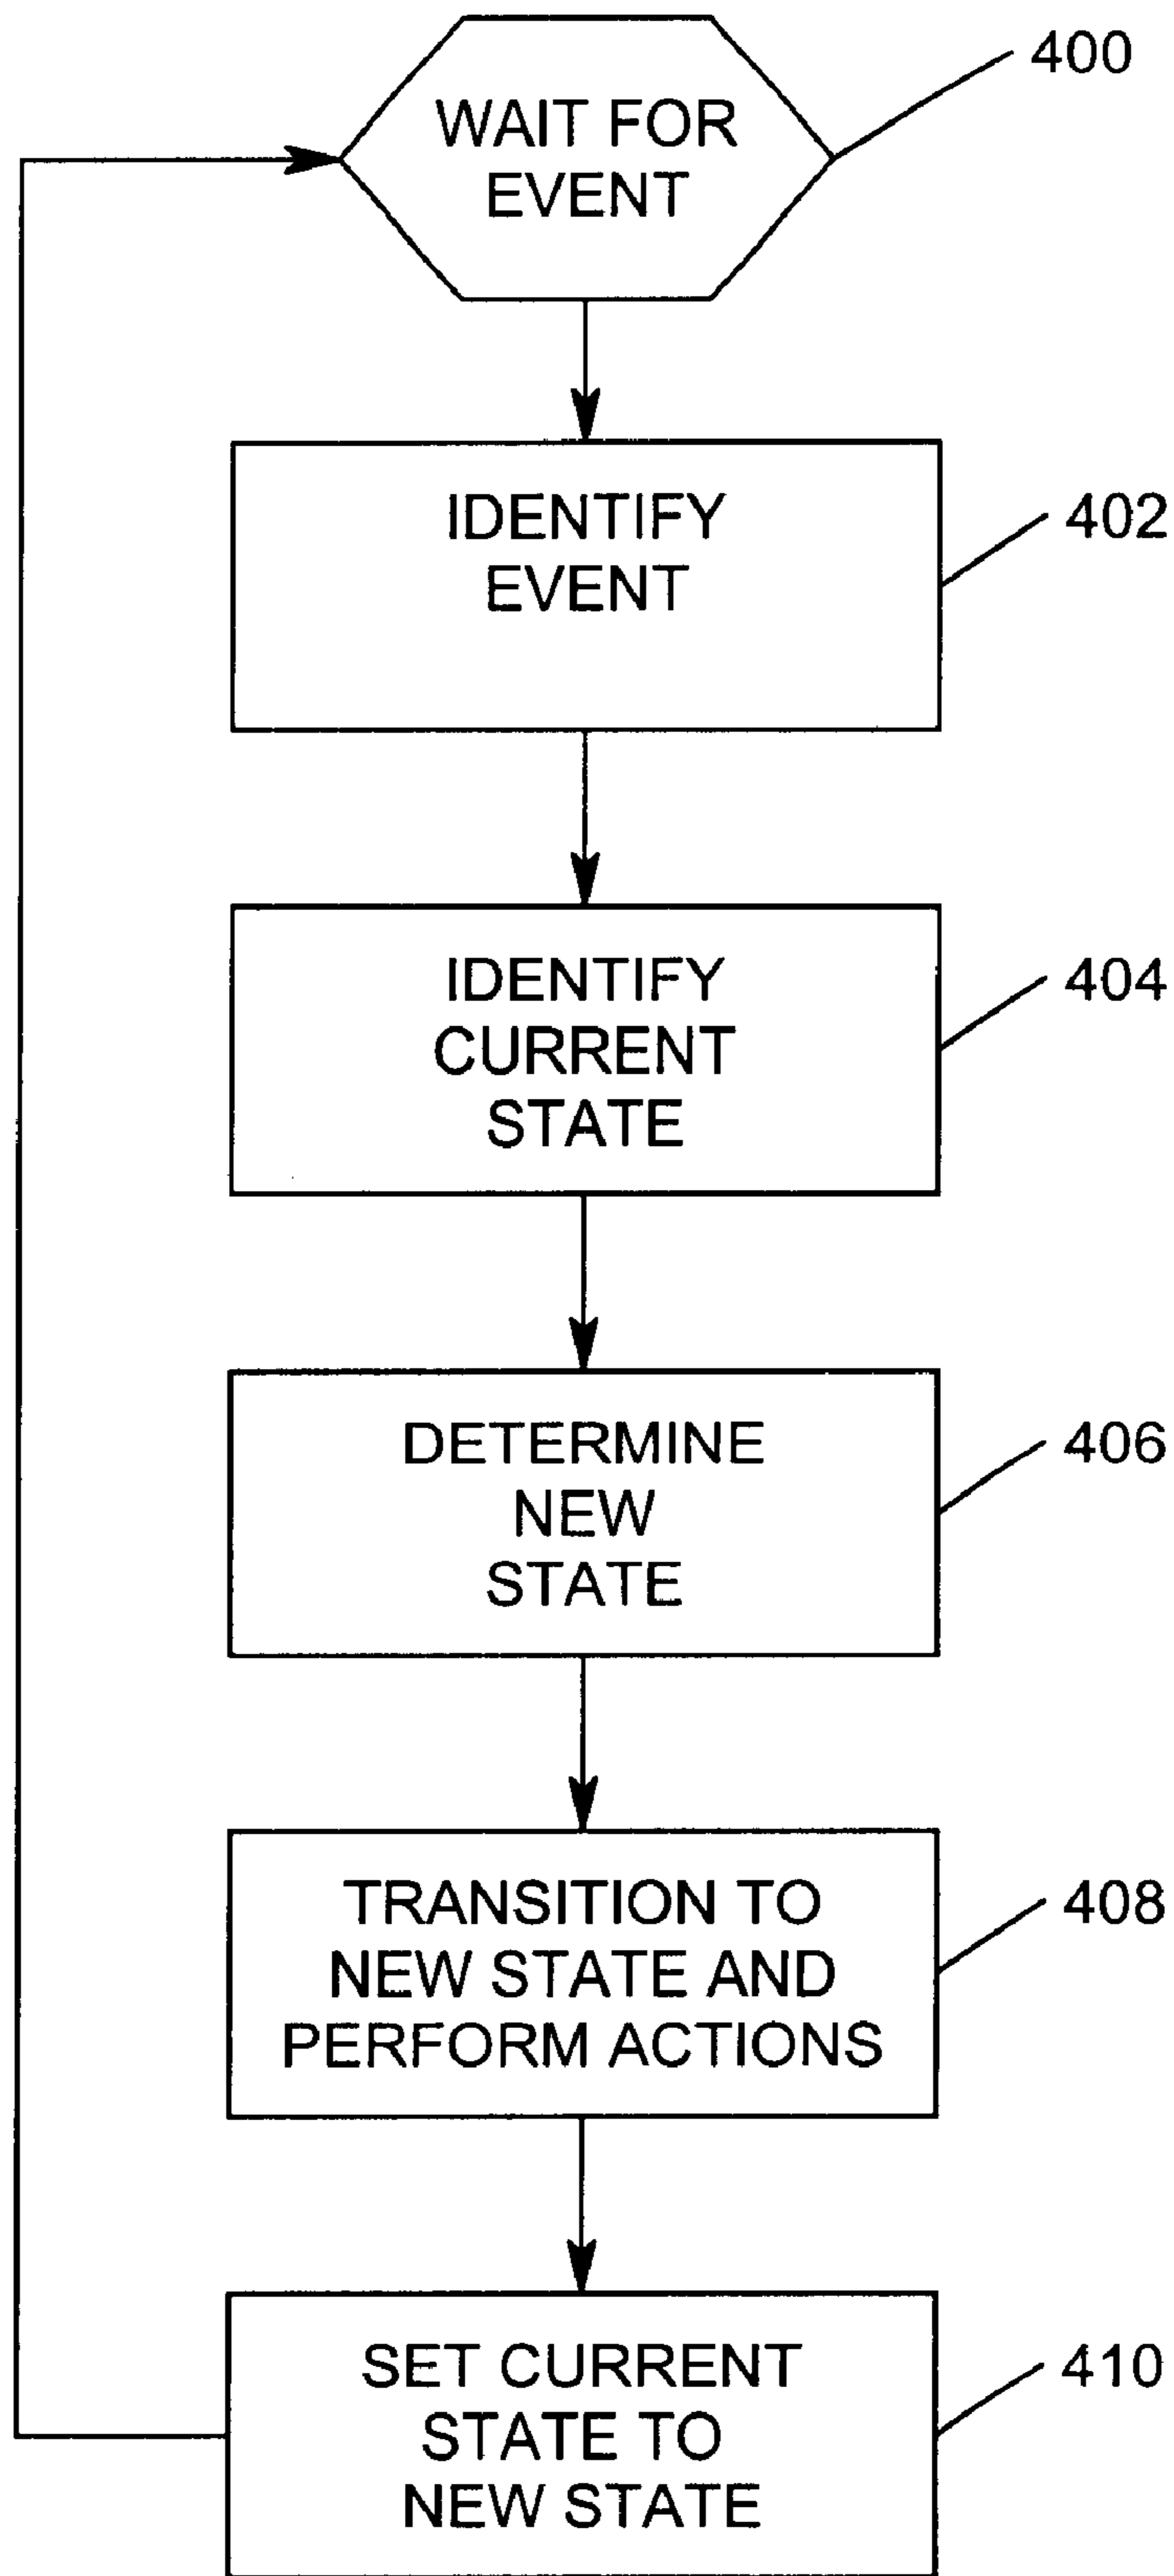 400
WAIT FOR
EVENT
IDENTIFY
EVENT
402
IDENTIFY
CURRENT
STATE
404
DETERMINE
NEW
STATE
406
TRANSITION TO
NEW STATE AND
PERFORM ACTIONS
408
SET CURRENT
STATE TO
NEW STATE
410